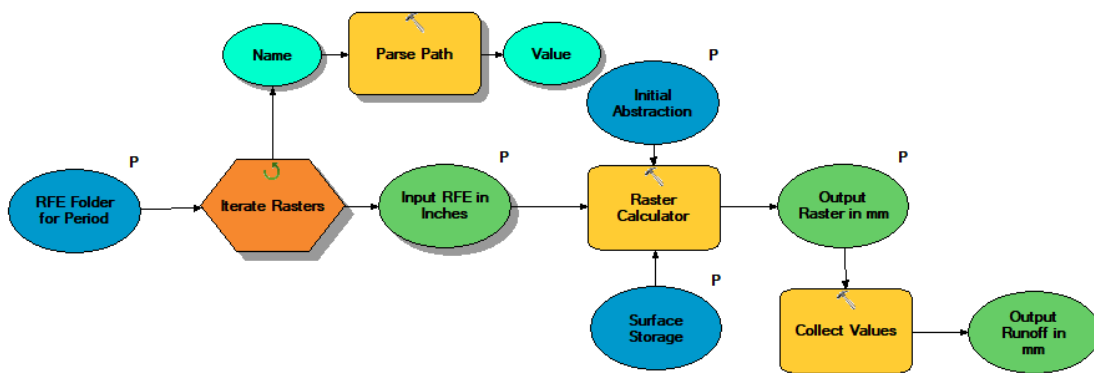 Name
Parse Path
Value
P
Initial
Abstraction
P
RFE Folder
for Period
Iterate Rasters
P
Input RFE in
Inches
Raster
Calculator
P
Output
Raster in mm
P
Surface
Storage
Collect Values
Output
Runoff in
mm